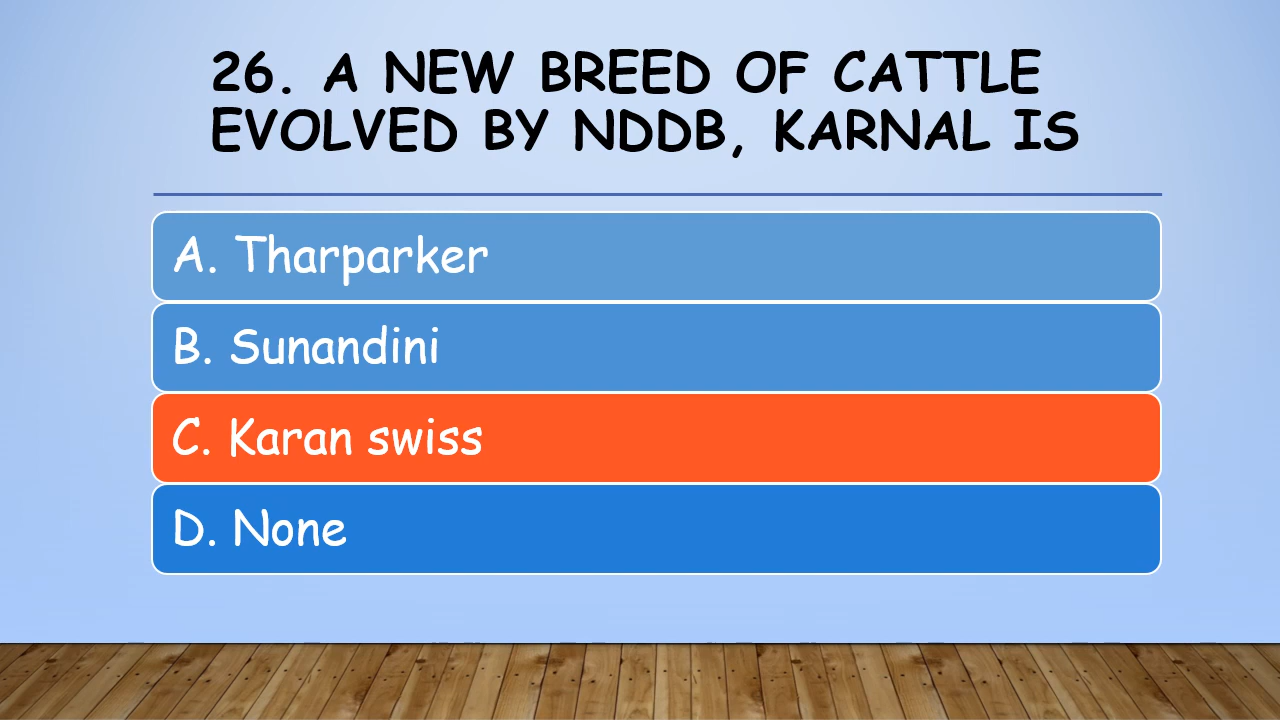 26. A NEW BREED OF CATTLE
EVOLVED BY NDDB, KARNAL IS
A. Tharparker
B. Sunandini
C. Karan swiss
D. None